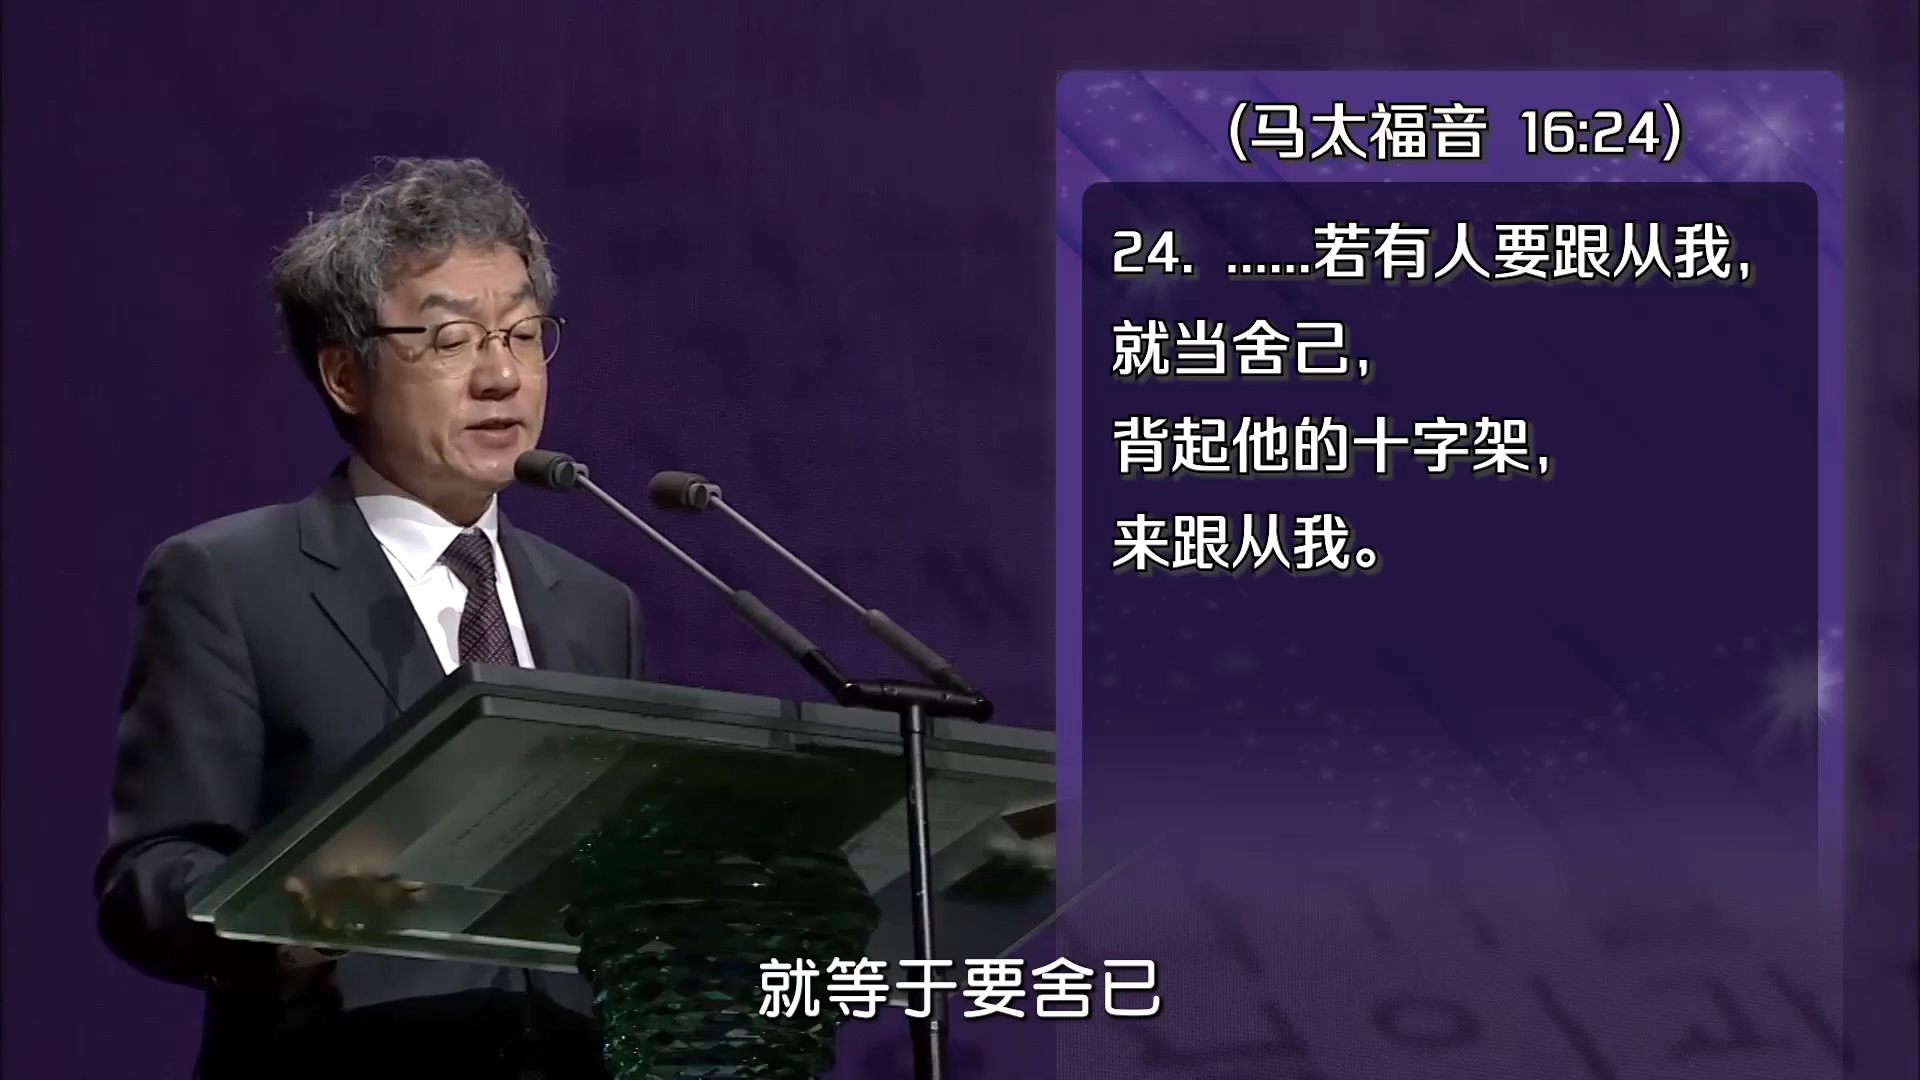 (马太福音 16:24)
24. ......若有人要跟从我，
就当舍己，
背起他的十字架，
来跟从我。
就等于要舍已